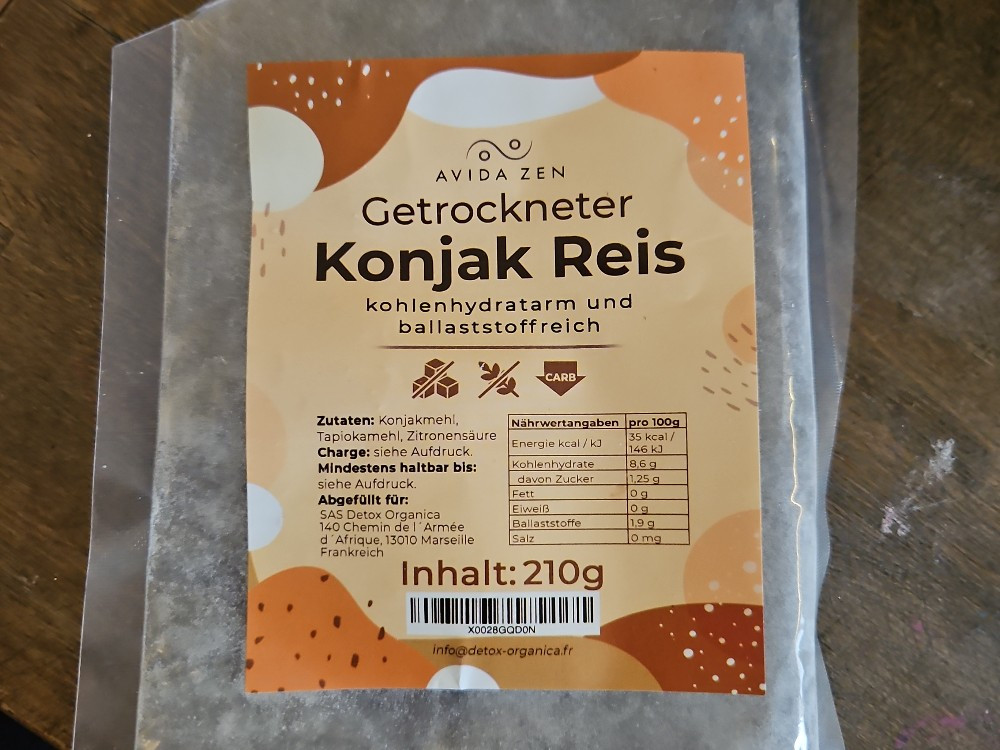 AVIDA ZEN
Getrockneter
Konjak Reis
kohlenhydratarm und
ballaststoffreich
CARB
Zutaten: Konjakmehl,
Tapiokamehl, Zitronensäure
Charge: siehe Aufdruck.
Mindestens haltbar bis:
siehe Aufdruck.
Abgefüllt für:
SAS Detox Organica
140 Chemin de l´Armée
d´Afrique, 13010 Marseille
Frankreich
Nährwertangaben pro 100g
Energie kcal / kJ 35 kcal /
146 kJ
Kohlenhydrate 8,6 g
davon Zucker 1,25 g
Fett 0 g
Eiweiß 0 g
Ballaststoffe 1,9 g
Salz 0 mg
Inhalt: 210g
X0028GQD0N
info@detox-organica.fr